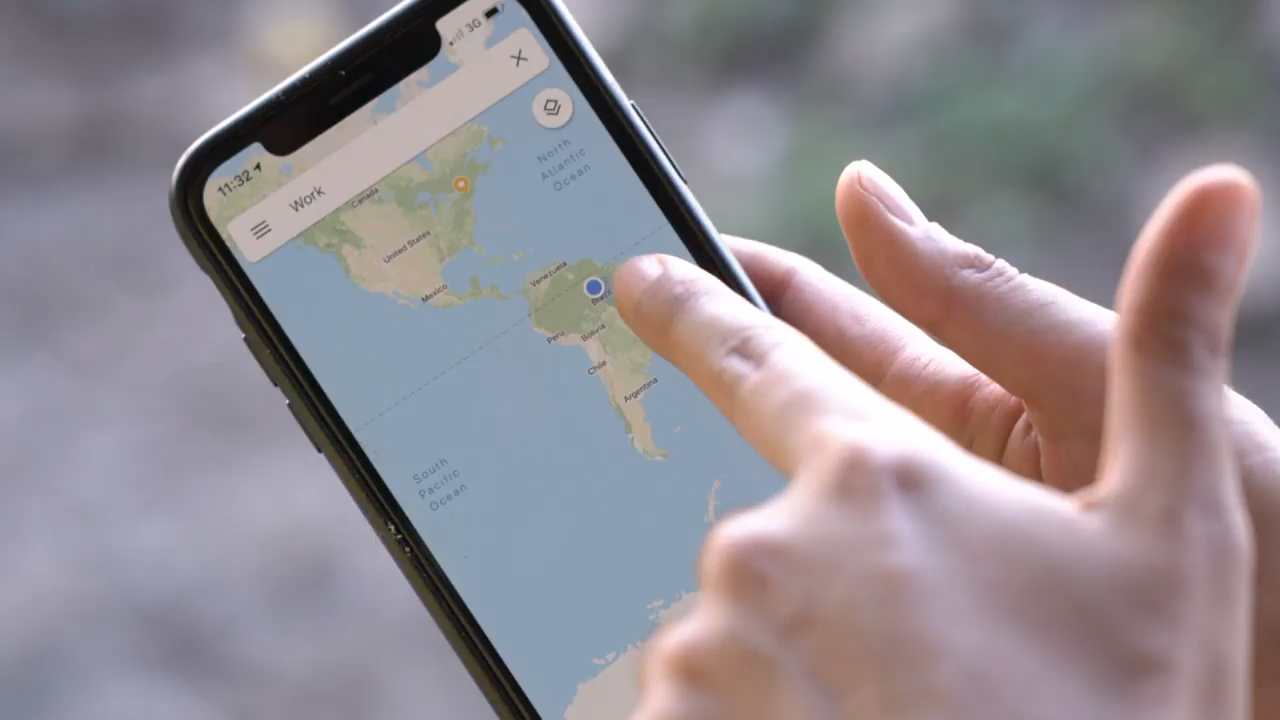 11:32
3G
Work
Canada
United States
Mexico
North
Atlantic
Ocean
Venezuela
Brazil
Peru
Bolivia
Chile
Argentina
South
Pacific
Ocean